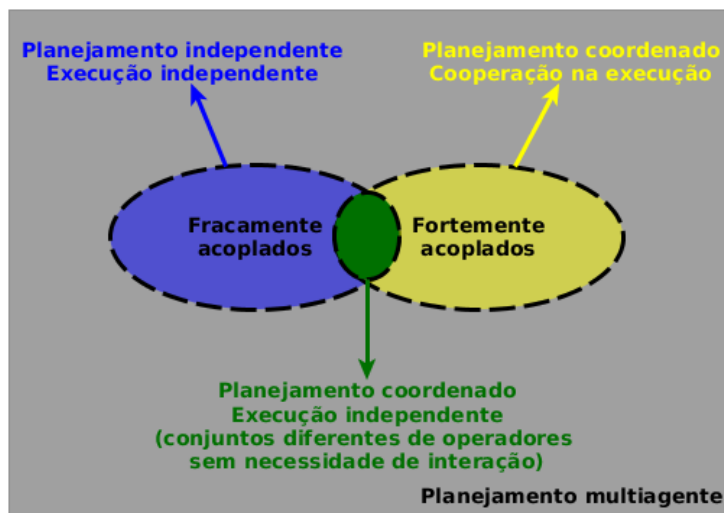 Planejamento independente
Execução independente
Planejamento coordenado
Cooperação na execução
Fracamente
acoplados
Fortemente
acoplados
Planejamento coordenado
Execução independente
(conjuntos diferentes de operadores
sem necessidade de interação)
Planejamento multiagente